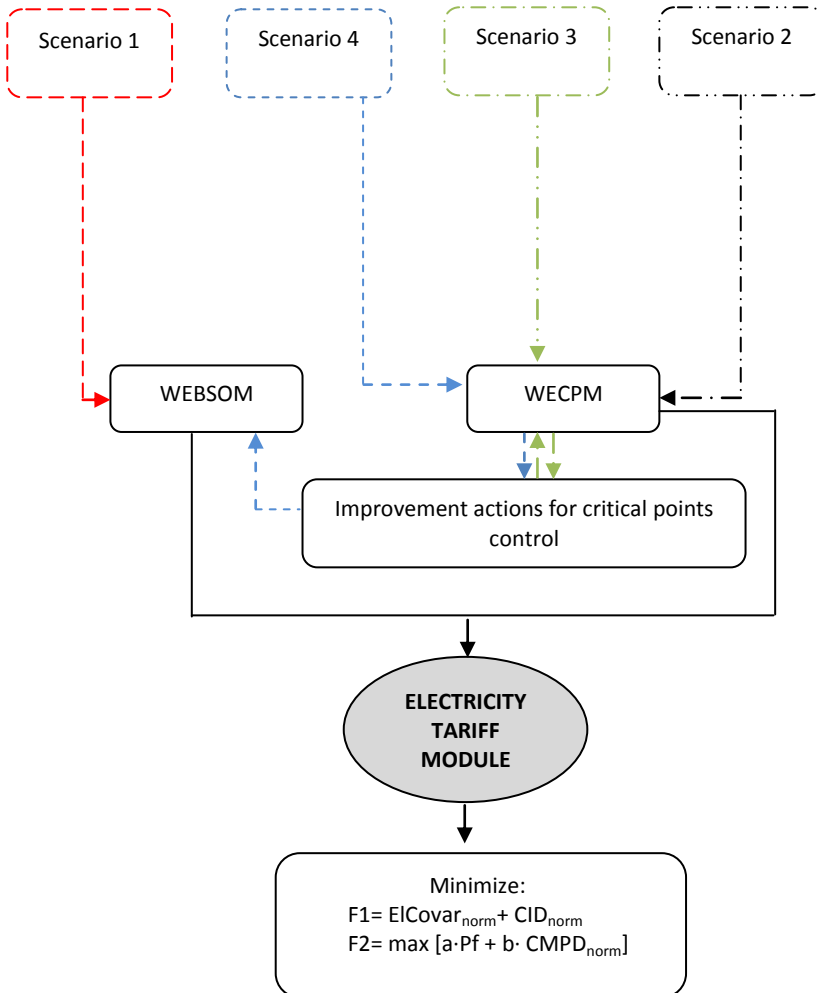 Scenario 1
Scenario 4
Scenario 3
Scenario 2
WEBSOM
WECPM
Improvement actions for critical points
control
ELECTRICITY
TARIFF
MODULE
Minimize:
F1= ElCovarnorm+ CIDnorm
F2= max [a·Pf + b· CMPDnorm]